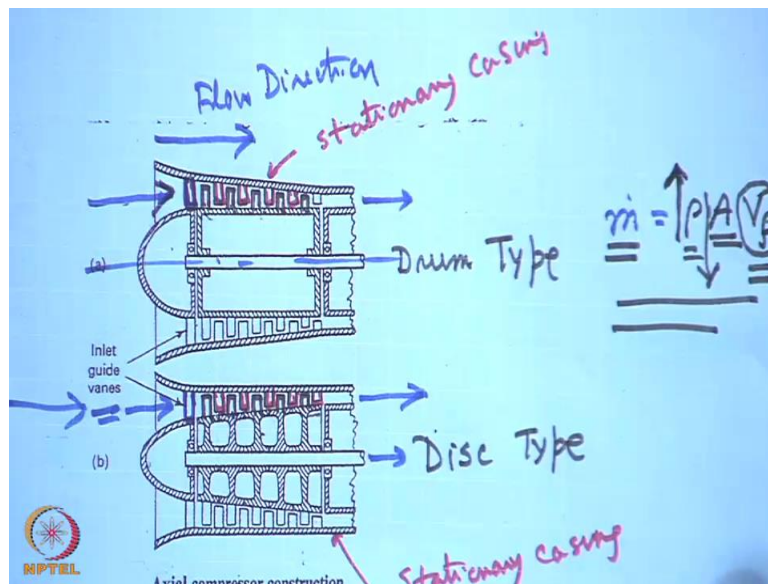 Flow Direction
stationary casing
(a)
Drum Type
ṁ = ρ A V
Inlet
guide
vanes
(b)
Disc Type
stationary casing
NPTEL
Axial compressor construction